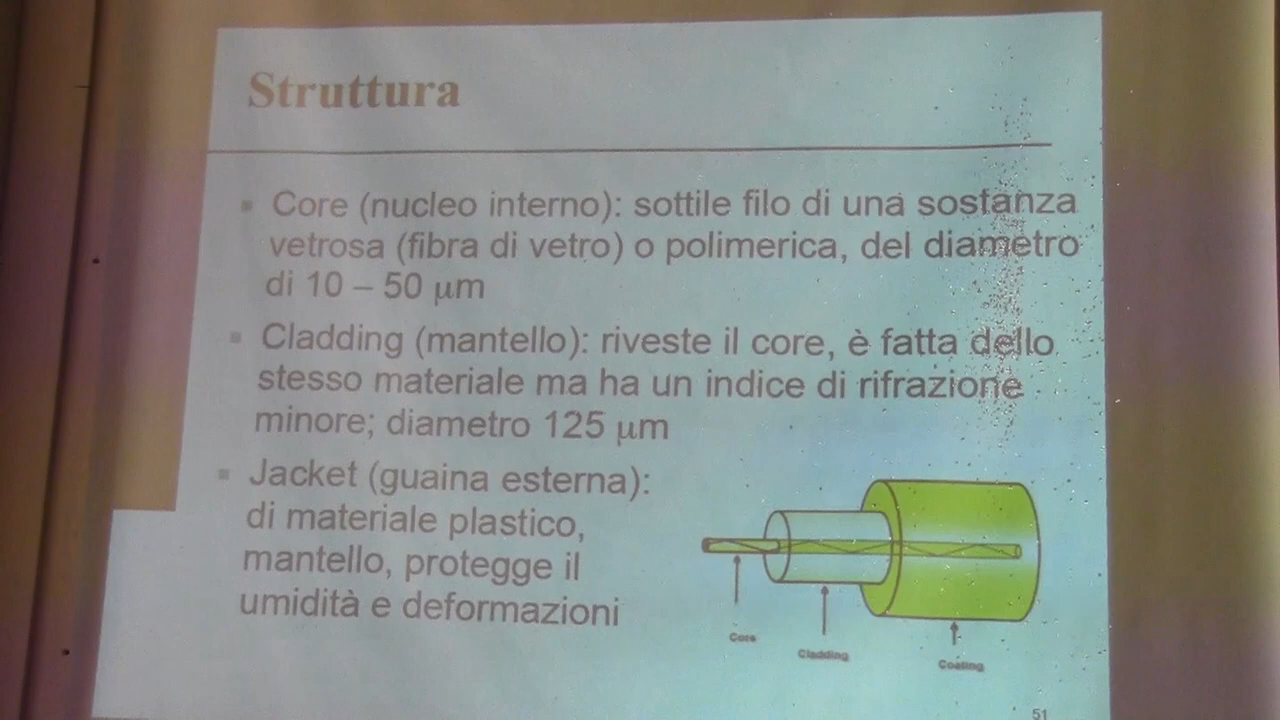 Struttura
Core (nucleo interno): sottile filo di una sostanza
vetrosa (fibra di vetro) o polimerica, del diametro
di 10 – 50 μm
Cladding (mantello): riveste il core, è fatta dello
stesso materiale ma ha un indice di rifrazione
minore; diametro 125 μm
Jacket (guaina esterna):
di materiale plastico,
mantello, protegge il
umidità e deformazioni
Core
Cladding
Coating
51